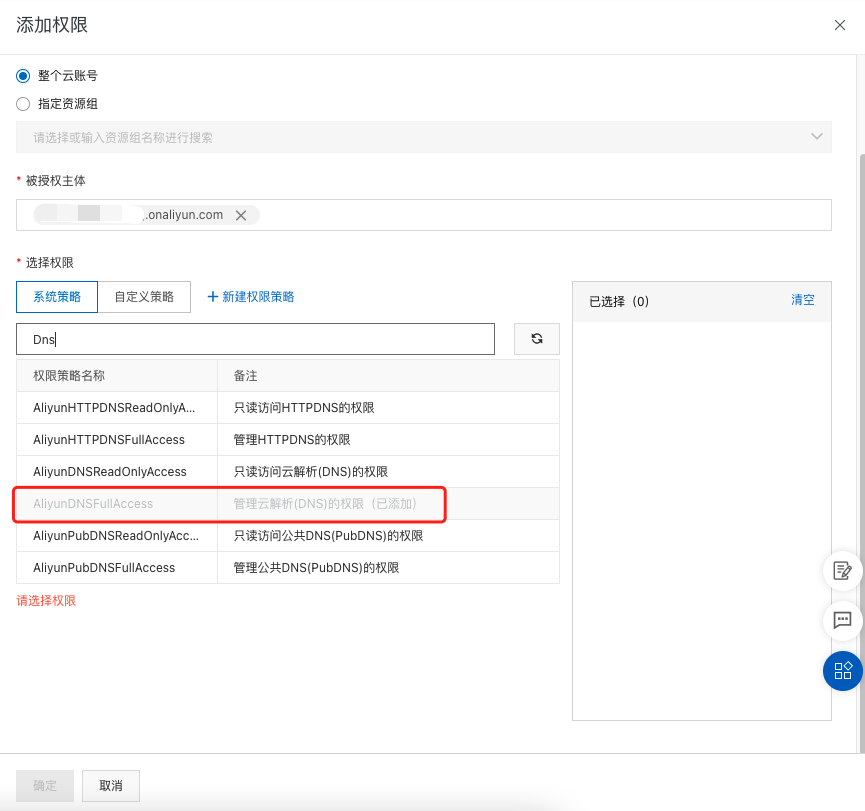 添加权限
整个云账号
指定资源组
请选择或输入资源组名称进行搜索
* 被授权主体
.onaliyun.com
* 选择权限
系统策略 自定义策略 + 新建权限策略
已选择 (0) 清空
Dns
权限策略名称 备注
AliyunHTTPDNSReadOnlyA... 只读访问HTTPDNS的权限
AliyunHTTPDNSFullAccess 管理HTTPDNS的权限
AliyunDNSReadOnlyAccess 只读访问云解析(DNS)的权限
AliyunDNSFullAccess 管理云解析(DNS)的权限（已添加）
AliyunPubDNSReadOnlyAcc... 只读访问公共DNS(PubDNS)的权限
AliyunPubDNSFullAccess 管理公共DNS(PubDNS)的权限
请选择权限
确定 取消